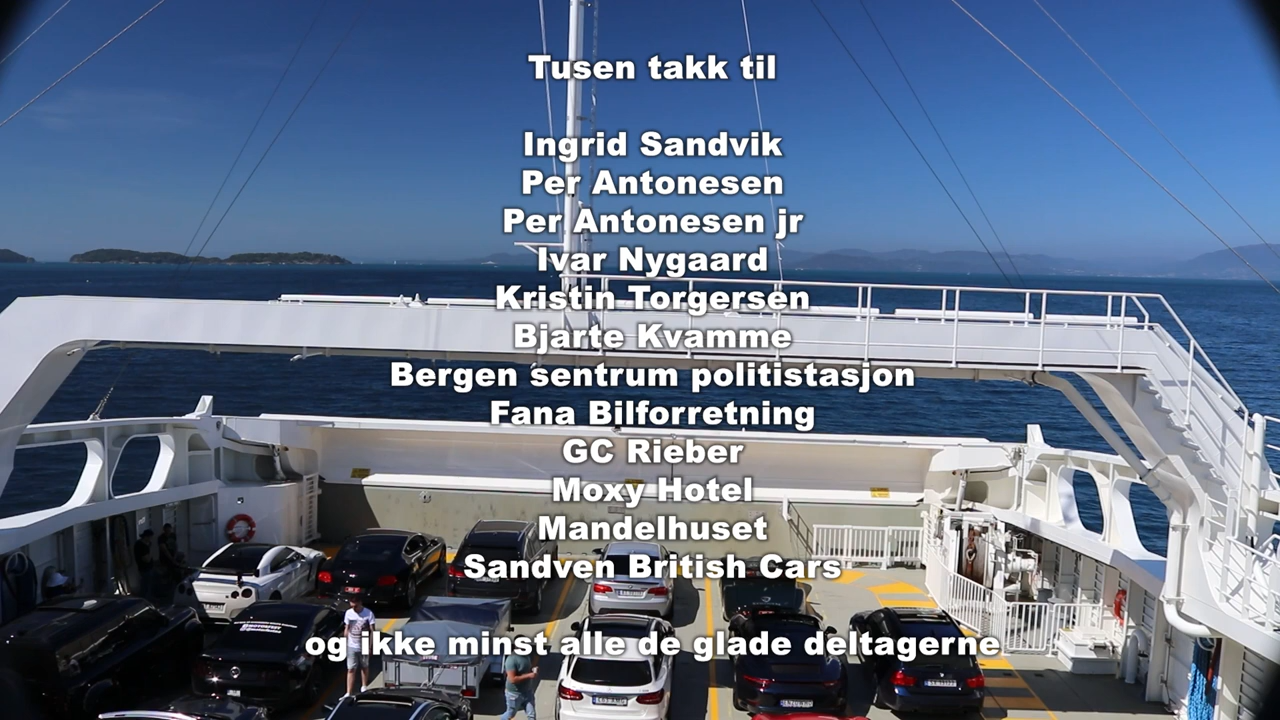 Tusen takk til
Ingrid Sandvik
Per Antonesen
Per Antonesen jr
Ivar Nygaard
Kristin Torgersen
Bjarte Kvamme
Bergen sentrum politistasjon
Fana Bilforretning
GC Rieber
Moxy Hotel
Mandelhuset
Sandven British Cars
og ikke minst alle de glade deltagerne